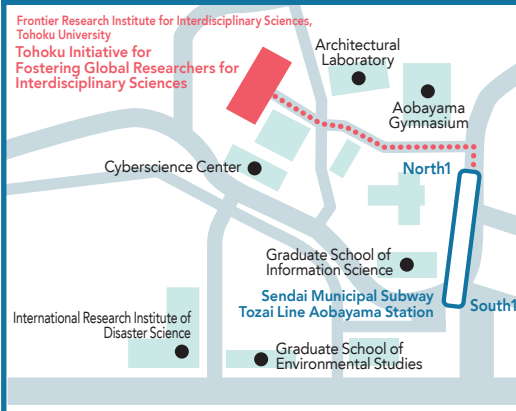 Frontier Research Institute for Interdisciplinary Sciences,
Tohoku University
Tohoku Initiative for
Fostering Global Researchers for
Interdisciplinary Sciences
Architectural
Laboratory
Aobayama
Gymnasium
Cyberscience Center
North1
Graduate School of
Information Science
Sendai Municipal Subway
Tozai Line Aobayama Station
South1
International Research Institute of
Disaster Science
Graduate School of
Environmental Studies